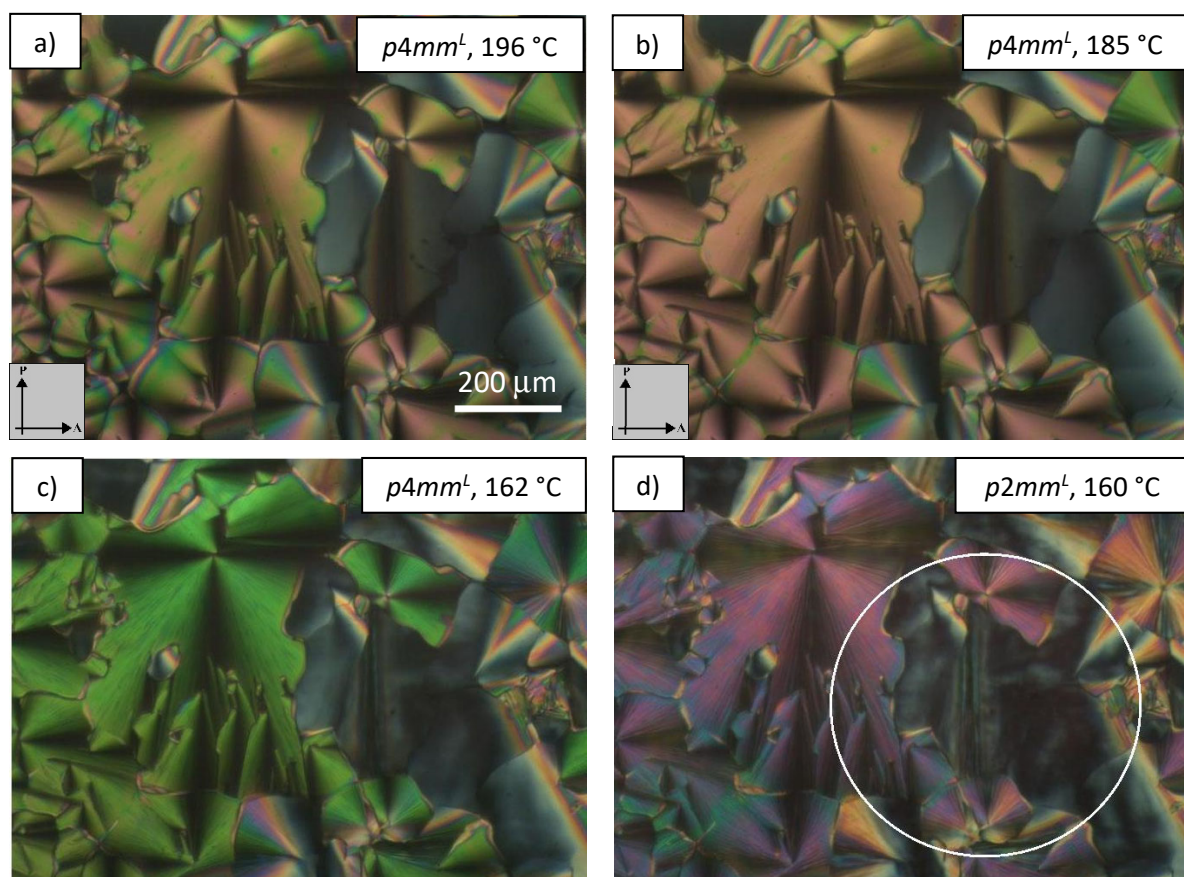 a)
p4mm^L, 196 °C
P
A
200 μm
b)
p4mm^L, 185 °C
P
A
c)
p4mm^L, 162 °C
d)
p2mm^L, 160 °C